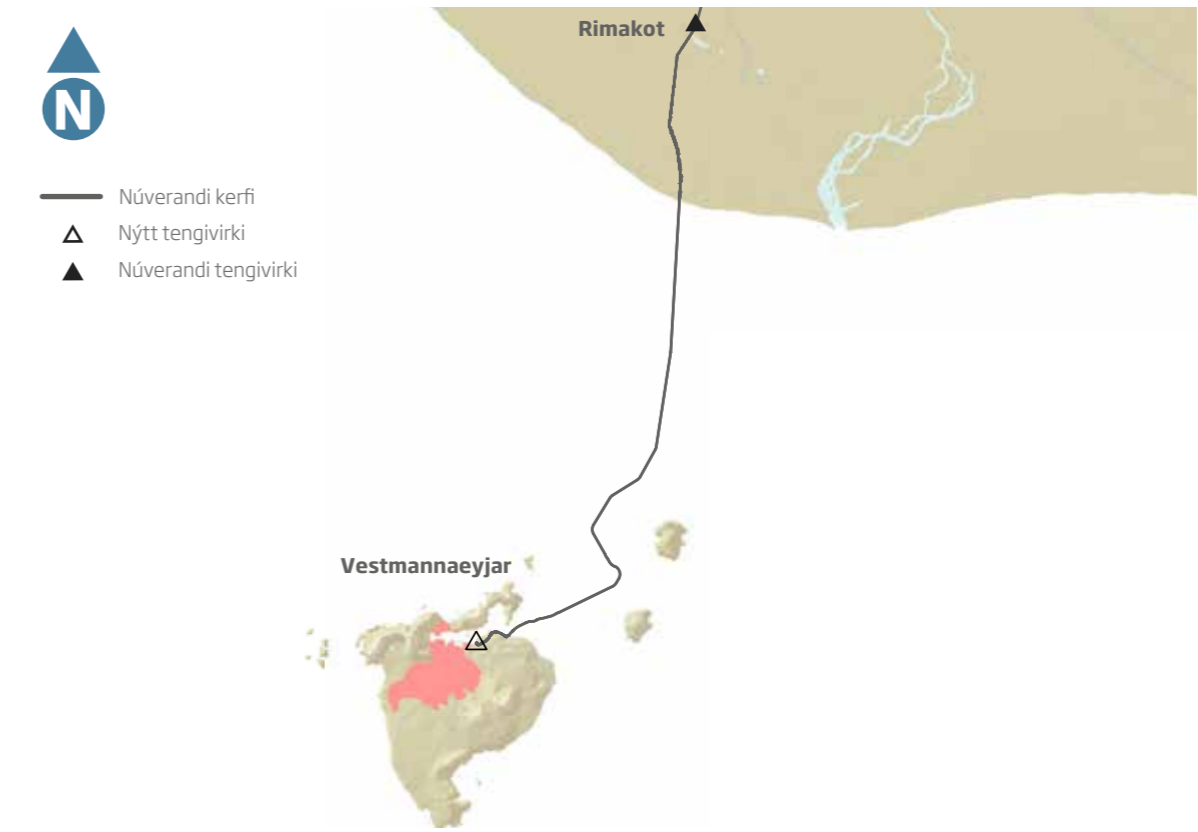 Rimakot
N
Núverandi kerfi
Nýtt tengivirki
Núverandi tengivirki
Vestmannaeyjar